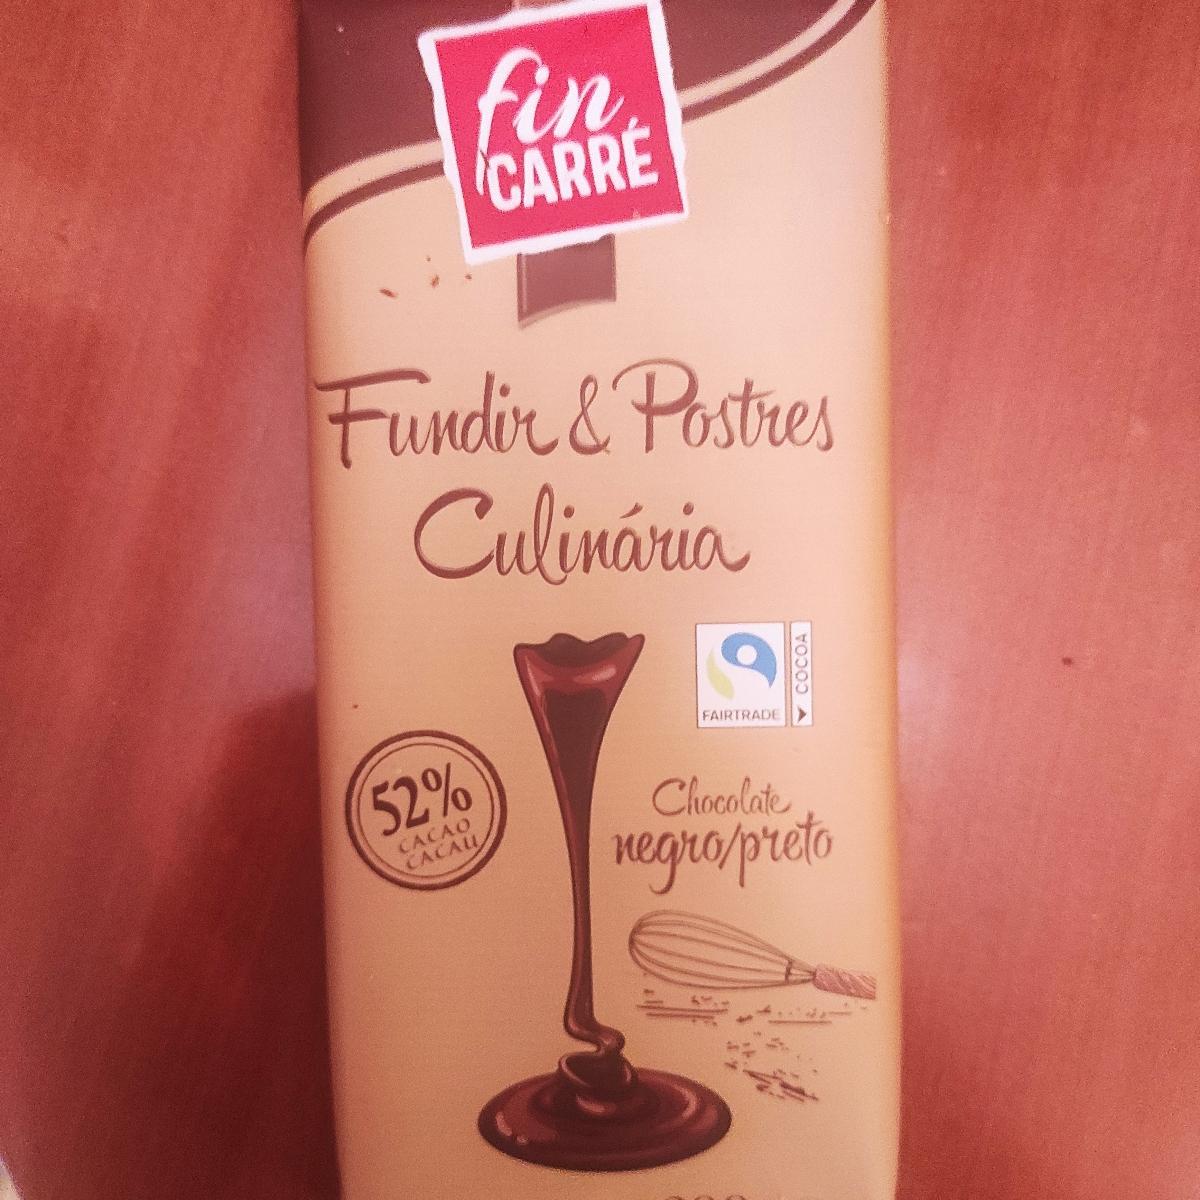 fin
CARRÉ
Fundir & Postres
Culinária
FAIRTRADE
COCOA
52%
CACAO
CACAU
Chocolate
negro/preto